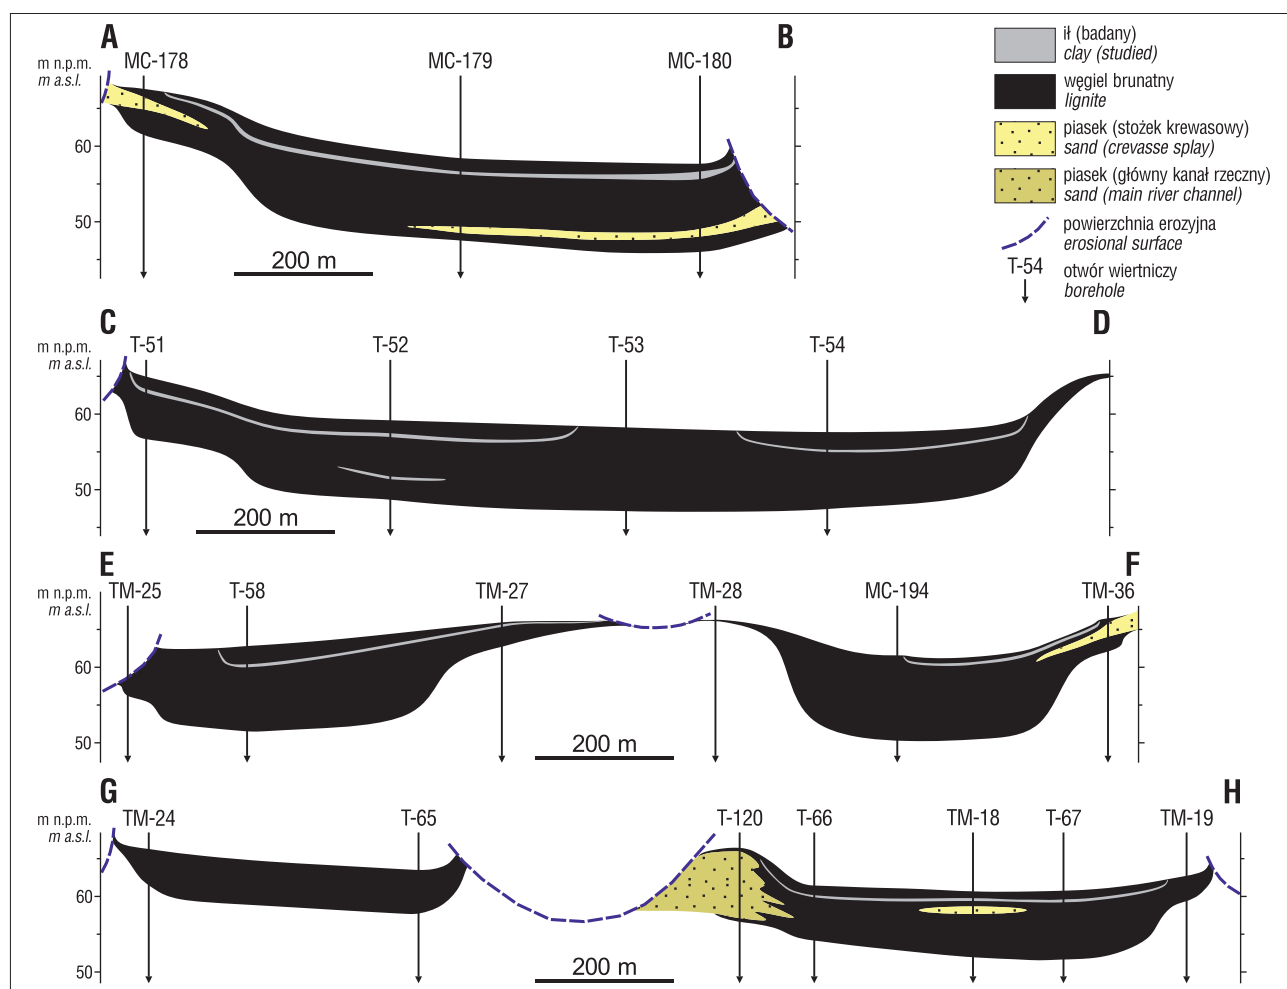 A
B
m n.p.m.
m a.s.l.
MC-178
MC-179
MC-180
60
50
200 m
ił (badany)
clay (studied)
węgiel brunatny
lignite
piasek (stożek krewasowy)
sand (crevasse splay)
piasek (główny kanał rzeczny)
sand (main river channel)
powierzchnia erozyjna
erosional surface
T-54
otwór wiertniczy
borehole
C
D
m n.p.m.
m a.s.l.
T-51
T-52
T-53
T-54
60
50
200 m
E
F
m n.p.m.
m a.s.l.
TM-25
T-58
TM-27
TM-28
MC-194
TM-36
60
50
200 m
G
H
m n.p.m.
m a.s.l.
TM-24
T-65
T-120
T-66
TM-18
T-67
TM-19
60
50
200 m